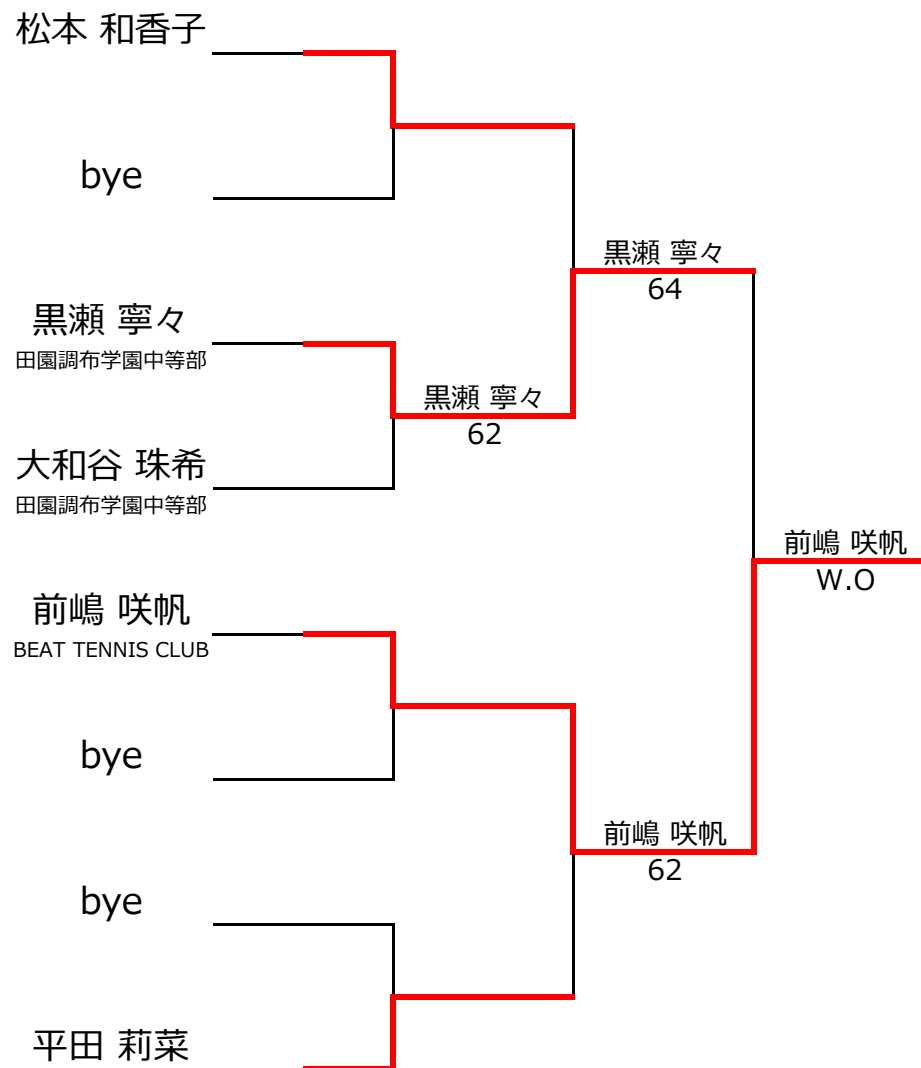 松本 和香子
bye
黒瀬 寧々
64
黒瀬 寧々
田園調布学園中等部
黒瀬 寧々
62
大和谷 珠希
田園調布学園中等部
前嶋 咲帆
W.O
前嶋 咲帆
BEAT TENNIS CLUB
bye
前嶋 咲帆
62
bye
平田 莉菜